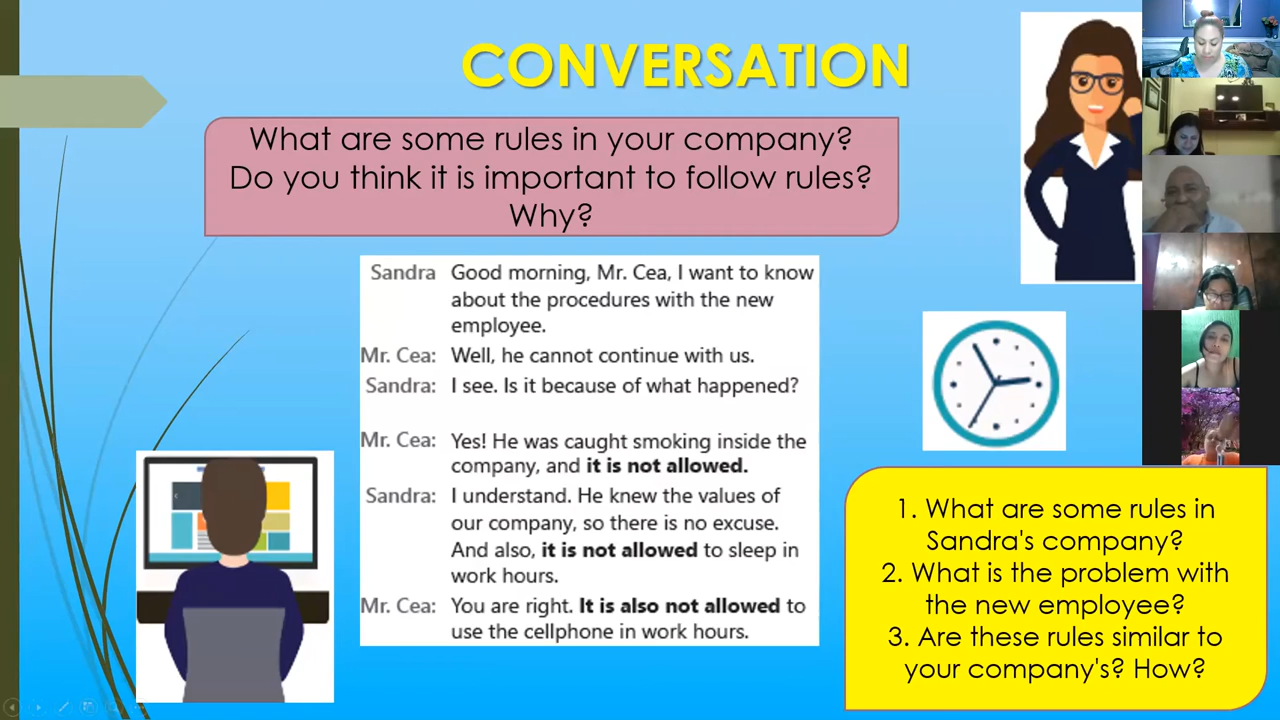 CONVERSATION
What are some rules in your company?
Do you think it is important to follow rules?
Why?
Sandra Good morning, Mr. Cea, I want to know
about the procedures with the new
employee.
Mr. Cea: Well, he cannot continue with us.
Sandra: I see. Is it because of what happened?
Mr. Cea: Yes! He was caught smoking inside the
company, and it is not allowed.
Sandra: I understand. He knew the values of
our company, so there is no excuse.
And also, it is not allowed to sleep in
work hours.
Mr. Cea: You are right. It is also not allowed to
use the cellphone in work hours.
1. What are some rules in
Sandra's company?
2. What is the problem with
the new employee?
3. Are these rules similar to
your company's? How?